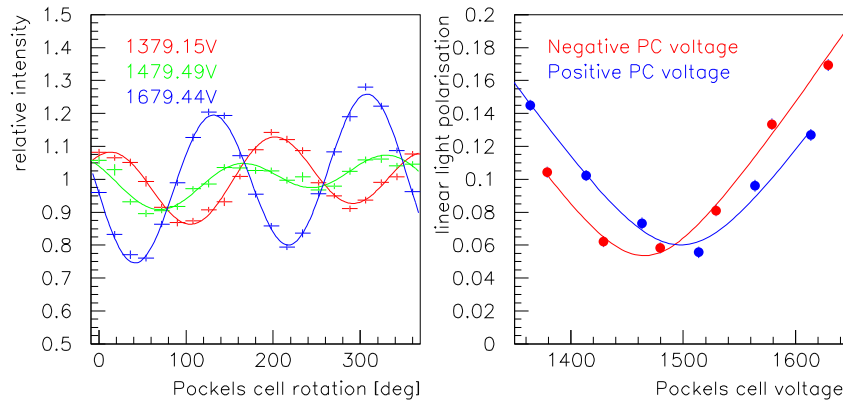 relative intensity
1.5
1.4
1.3
1.2
1.1
1
0.9
0.8
0.7
0.6
0.5
1379.15V
1479.49V
1679.44V
0 100 200 300
Pockels cell rotation [deg]
linear light polarisation
0.2
0.18
0.16
0.14
0.12
0.1
0.08
0.06
0.04
0.02
0
Negative PC voltage
Positive PC voltage
1400 1500 1600
Pockels cell voltage